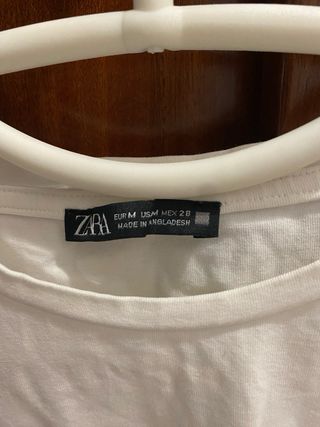 ZARA
EUR M USA M MEX 28
MADE IN BANGLADESH